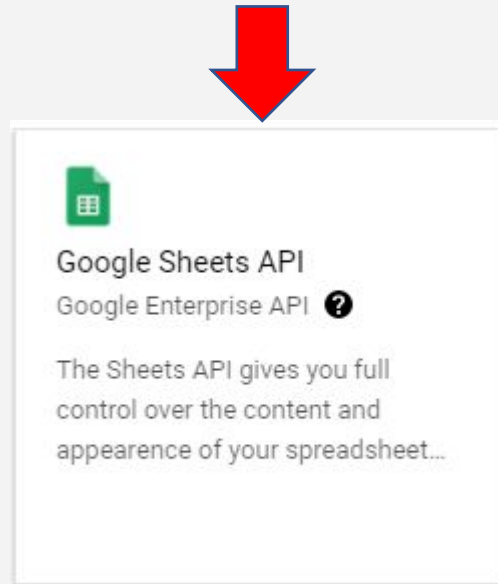 Google Sheets API
Google Enterprise API ?
The Sheets API gives you full
control over the content and
appearence of your spreadsheet...